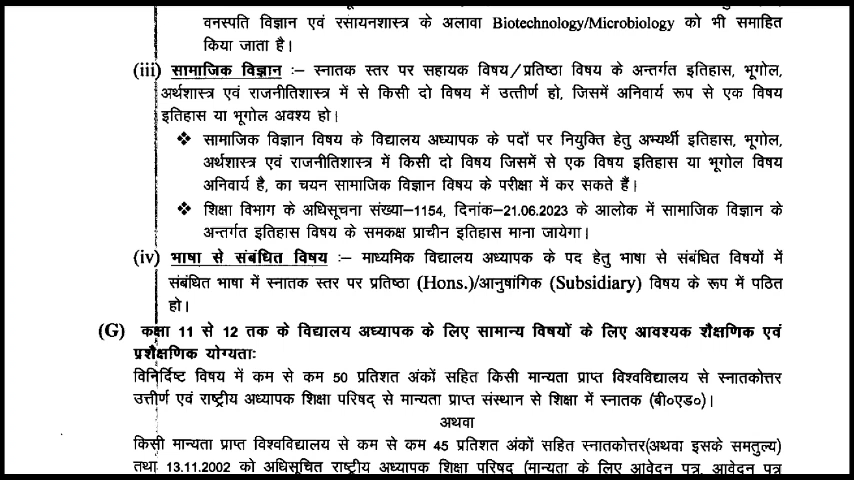 वनस्पति विज्ञान एवं रसायनशास्त्र के अलावा Biotechnology/Microbiology को भी समाहित
किया जाता है।
(iii) सामाजिक विज्ञान :– स्नातक स्तर पर सहायक विषय/प्रतिष्ठा विषय के अन्तर्गत इतिहास, भूगोल,
अर्थशास्त्र एवं राजनीतिशास्त्र में से किसी दो विषय में उत्तीर्ण हो, जिसमें अनिवार्य रूप से एक विषय
इतिहास या भूगोल अवश्य हो।
❖ सामाजिक विज्ञान विषय के विद्यालय अध्यापक के पदों पर नियुक्ति हेतु अभ्यर्थी इतिहास, भूगोल,
अर्थशास्त्र एवं राजनीतिशास्त्र में किसी दो विषय जिसमें से एक विषय इतिहास या भूगोल विषय
अनिवार्य है, का चयन सामाजिक विज्ञान विषय के परीक्षा में कर सकते हैं।
❖ शिक्षा विभाग के अधिसूचना संख्या–1154, दिनांक–21.06.2023 के आलोक में सामाजिक विज्ञान के
अन्तर्गत इतिहास विषय के समकक्ष प्राचीन इतिहास माना जायेगा।
(iv) भाषा से संबंधित विषय :– माध्यमिक विद्यालय अध्यापक के पद हेतु भाषा से संबंधित विषयों में
संबंधित भाषा में स्नातक स्तर पर प्रतिष्ठा (Hons.)/आनुषांगिक (Subsidiary) विषय के रूप में पठित
हो।
(G) कक्षा 11 से 12 तक के विद्यालय अध्यापक के लिए सामान्य विषयों के लिए आवश्यक शैक्षणिक एवं
प्रशैक्षणिक योग्यताः
विनिर्दिष्ट विषय में कम से कम 50 प्रतिशत अंकों सहित किसी मान्यता प्राप्त विश्वविद्यालय से स्नातकोत्तर
उत्तीर्ण एवं राष्ट्रीय अध्यापक शिक्षा परिषद् से मान्यता प्राप्त संस्थान से शिक्षा में स्नातक (बी०एड०)।
अथवा
किसी मान्यता प्राप्त विश्वविद्यालय से कम से कम 45 प्रतिशत अंकों सहित स्नातकोत्तर(अथवा इसके समतुल्य)
तथा 13.11.2002 को अधिसूचित राष्ट्रीय अध्यापक शिक्षा परिषद (मान्यता के लिए आवेदन पत्र, आवेदन पत्र